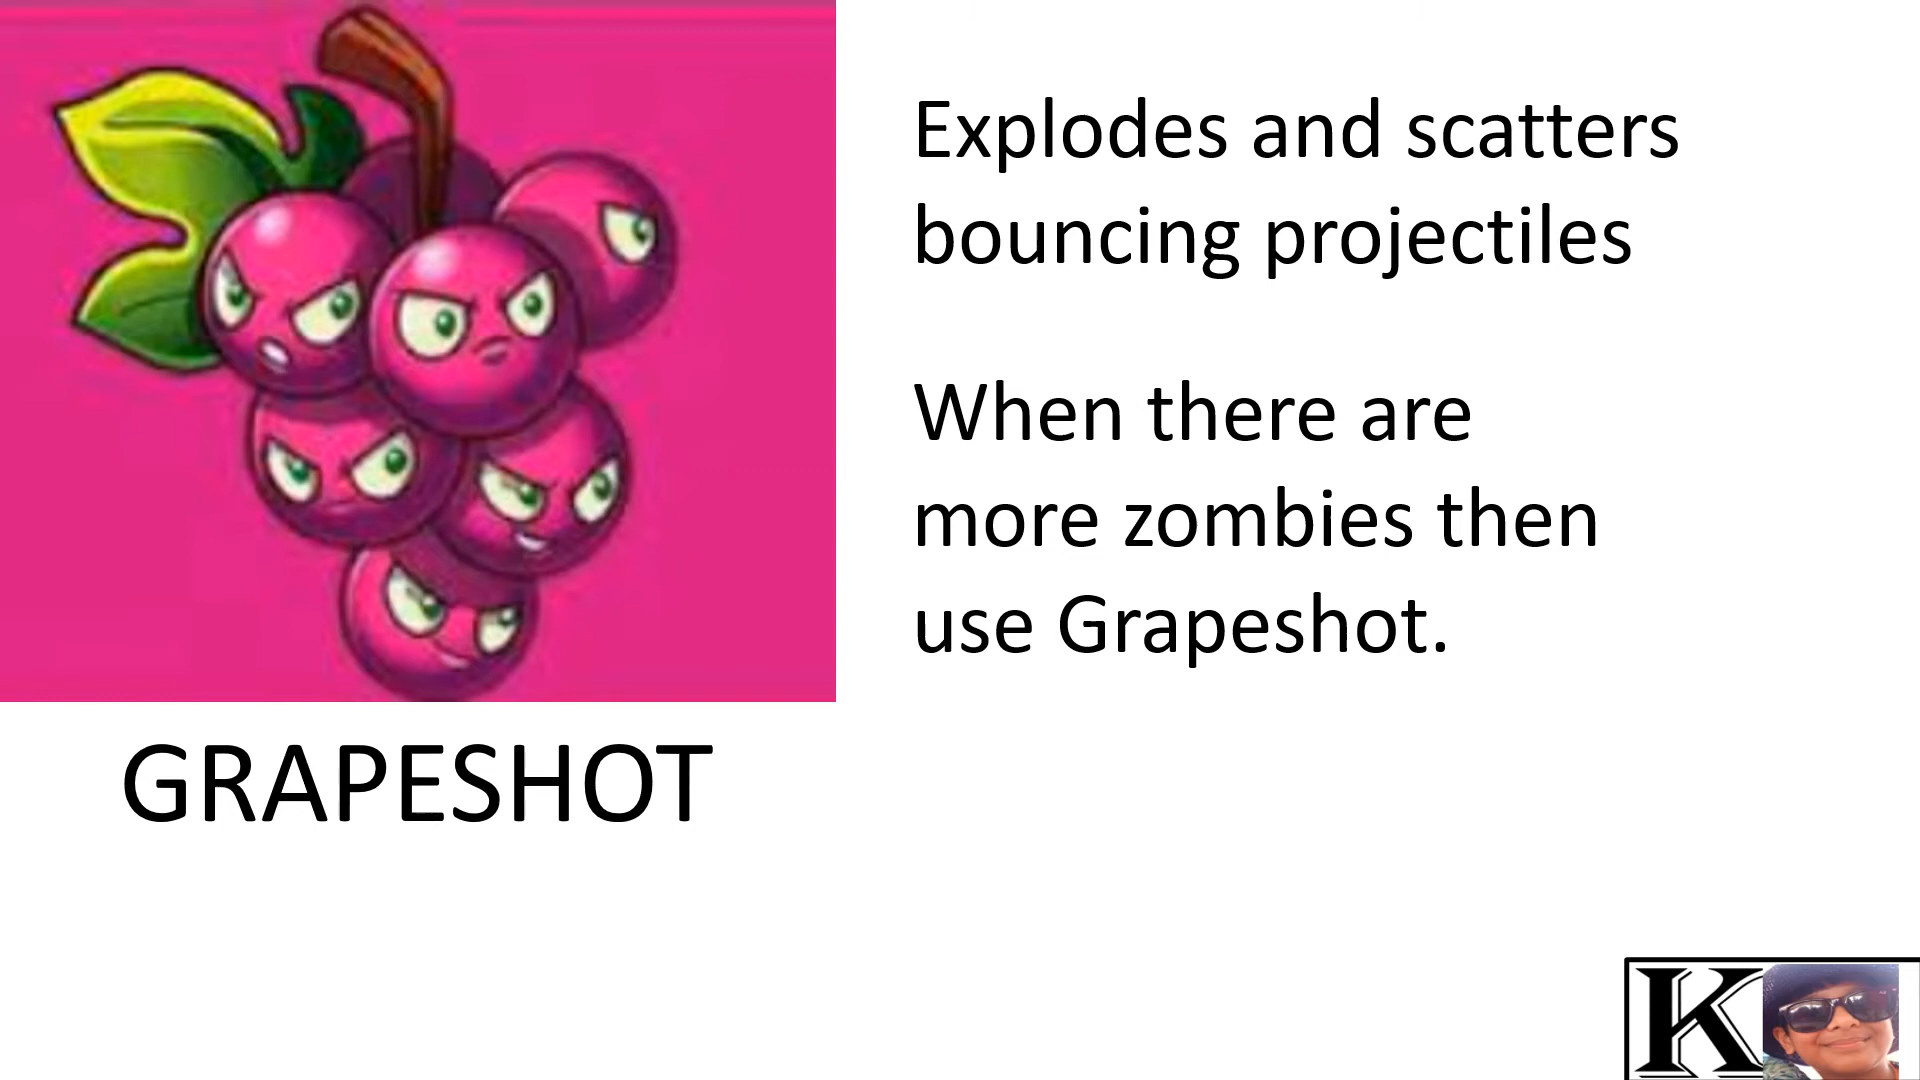 Explodes and scatters
bouncing projectiles
When there are
more zombies then
use Grapeshot.
GRAPESHOT
K